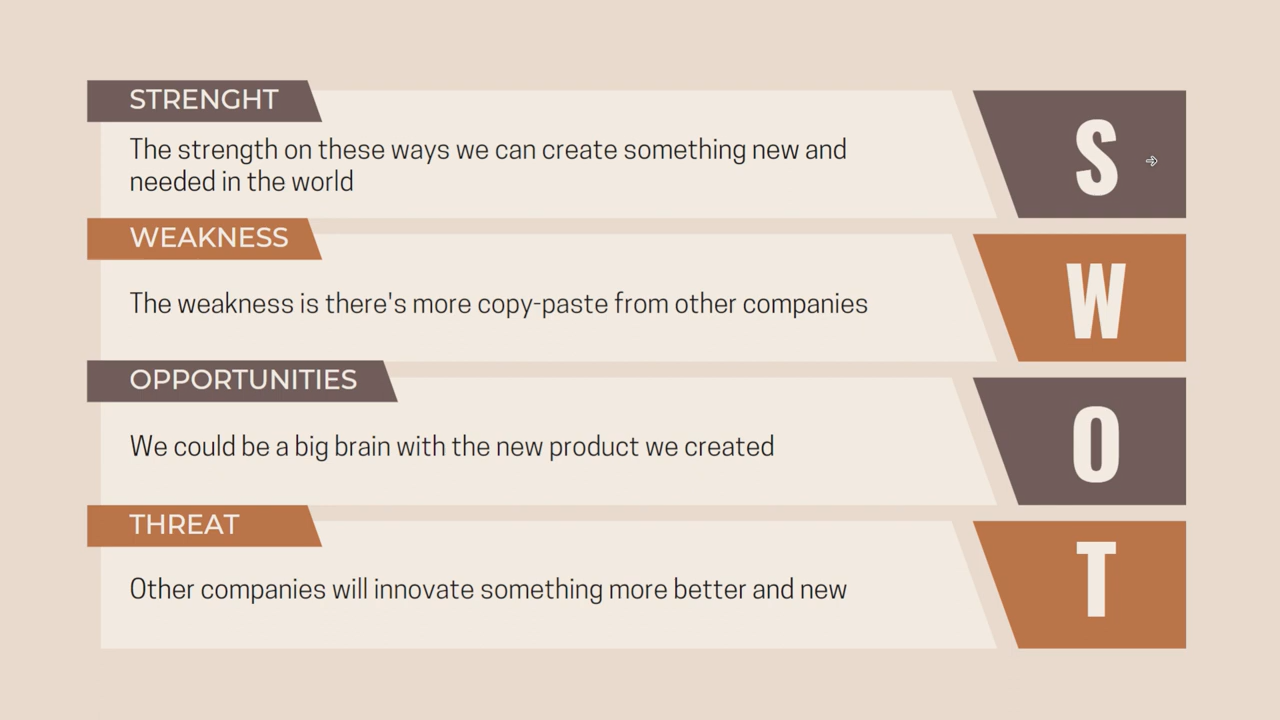 STRENGHT
The strength on these ways we can create something new and
needed in the world
S
WEAKNESS
The weakness is there's more copy-paste from other companies
W
OPPORTUNITIES
We could be a big brain with the new product we created
O
THREAT
Other companies will innovate something more better and new
T